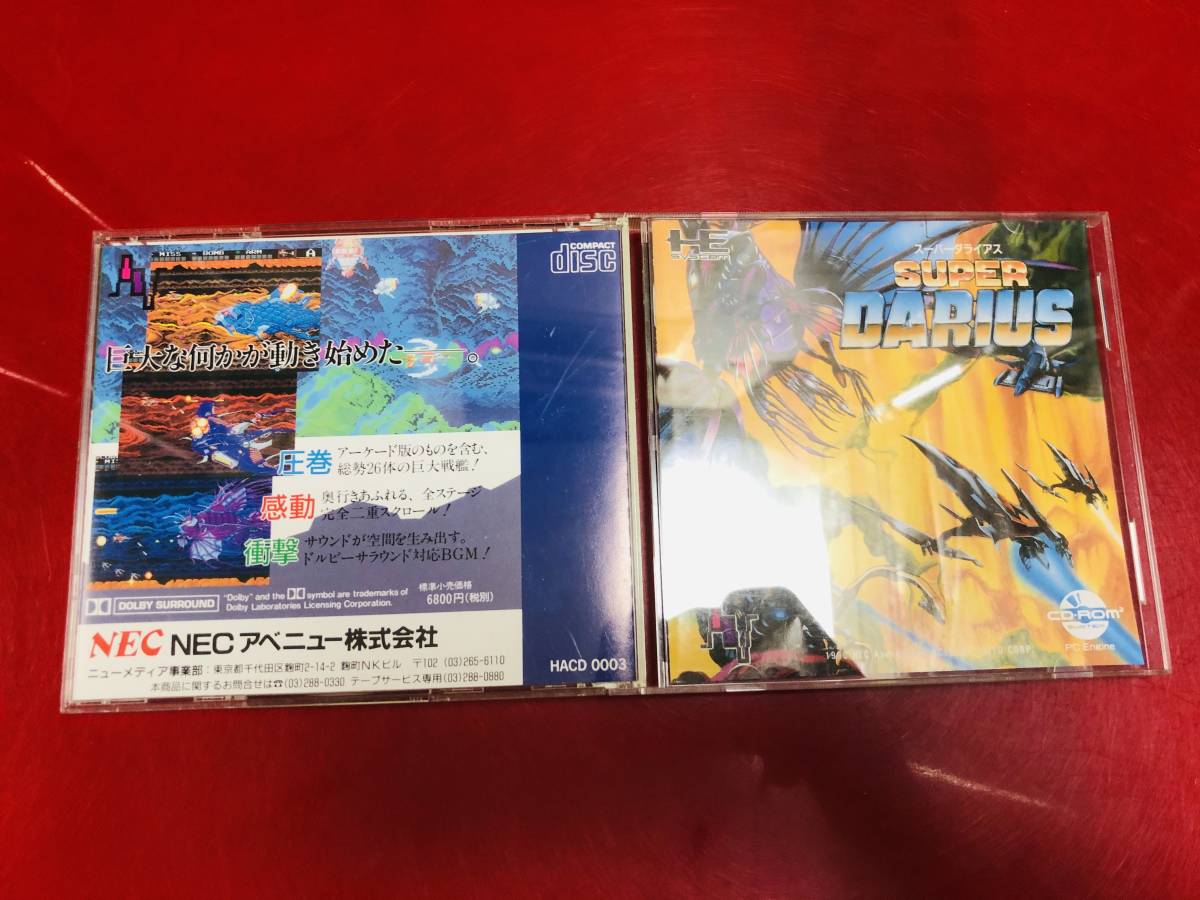 MISS BOMB ARM
A
COMPACT
disc
巨大な何かが動き始めた――。
圧巻
アーケード版のものを含む、
総勢26体の巨大戦艦!
感動
奥行きあふれる、全ステージ
完全二重スクロール!
衝撃
サウンドが空間を生み出す。
ドルビーサラウンド対応BGM!
DOLBY SURROUND
"Dolby" and the symbol are trademarks of
Dolby Laboratories Licensing Corporation.
標準小売価格
6800円(税別)
NEC NECアベニュー株式会社
ニューメディア事業部:東京都千代田区麹町2-14-2 麹町NKビル 〒102 (03)265-6110
本商品に関するお問合せは☎(03)288-0330 テープサービス専用(03)288-0880
HACD 0003
HE
SYSTEM
スーパーダライアス
SUPER
DARIUS
CD-ROM²
SYSTEM
PC Engine